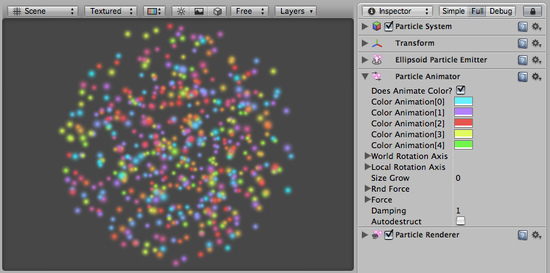 Scene
Textured
Free
Layers
Inspector
Simple Full Debug
Particle System
Transform
Ellipsoid Particle Emitter
Particle Animator
Does Animate Color?
Color Animation[0]
Color Animation[1]
Color Animation[2]
Color Animation[3]
Color Animation[4]
World Rotation Axis
Local Rotation Axis
Size Grow 0
Rnd Force
Force
Damping 1
Autodestruct
Particle Renderer